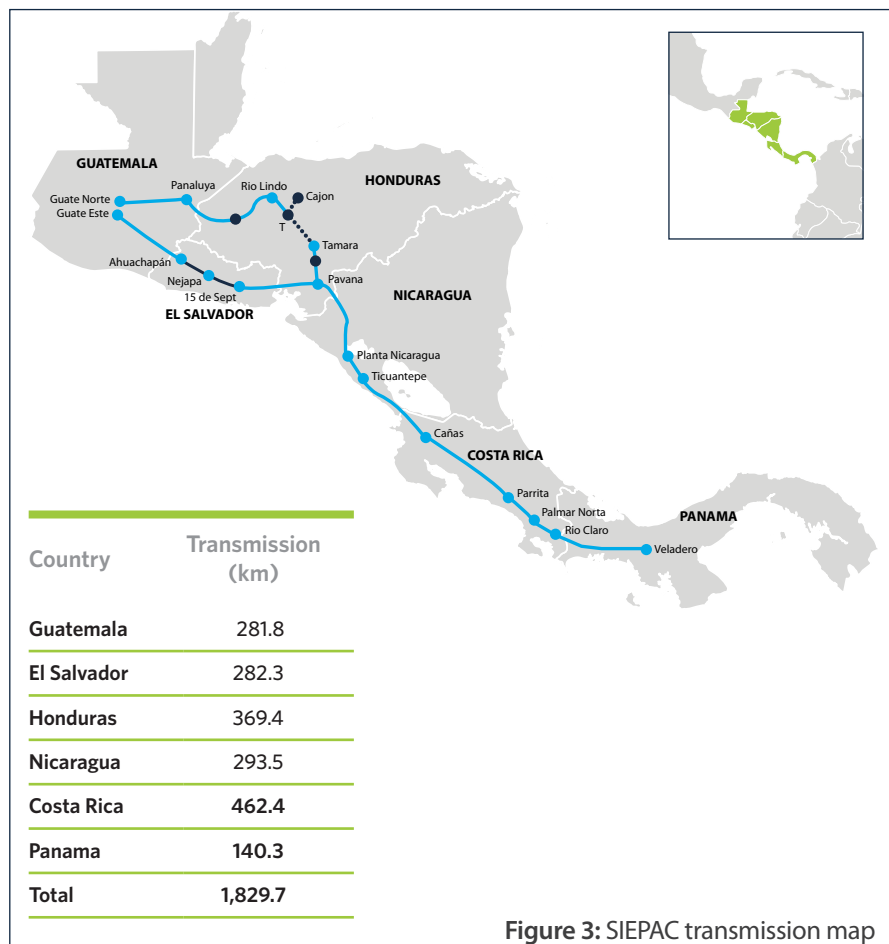 GUATEMALA
Panaluya
Rio Lindo
HONDURAS
Cajon
Guate Norte
Guate Este
T
Tamara
Ahuachapán
Nejapa
Pavana
15 de Sept
NICARAGUA
EL SALVADOR
Planta Nicaragua
Ticuantepe
Cañas
COSTA RICA
Parrita
Palmar Norta
PANAMA
Rio Claro
Veladero
Country Transmission
(km)
Guatemala 281.8
El Salvador 282.3
Honduras 369.4
Nicaragua 293.5
Costa Rica 462.4
Panama 140.3
Total 1,829.7
Figure 3: SIEPAC transmission map